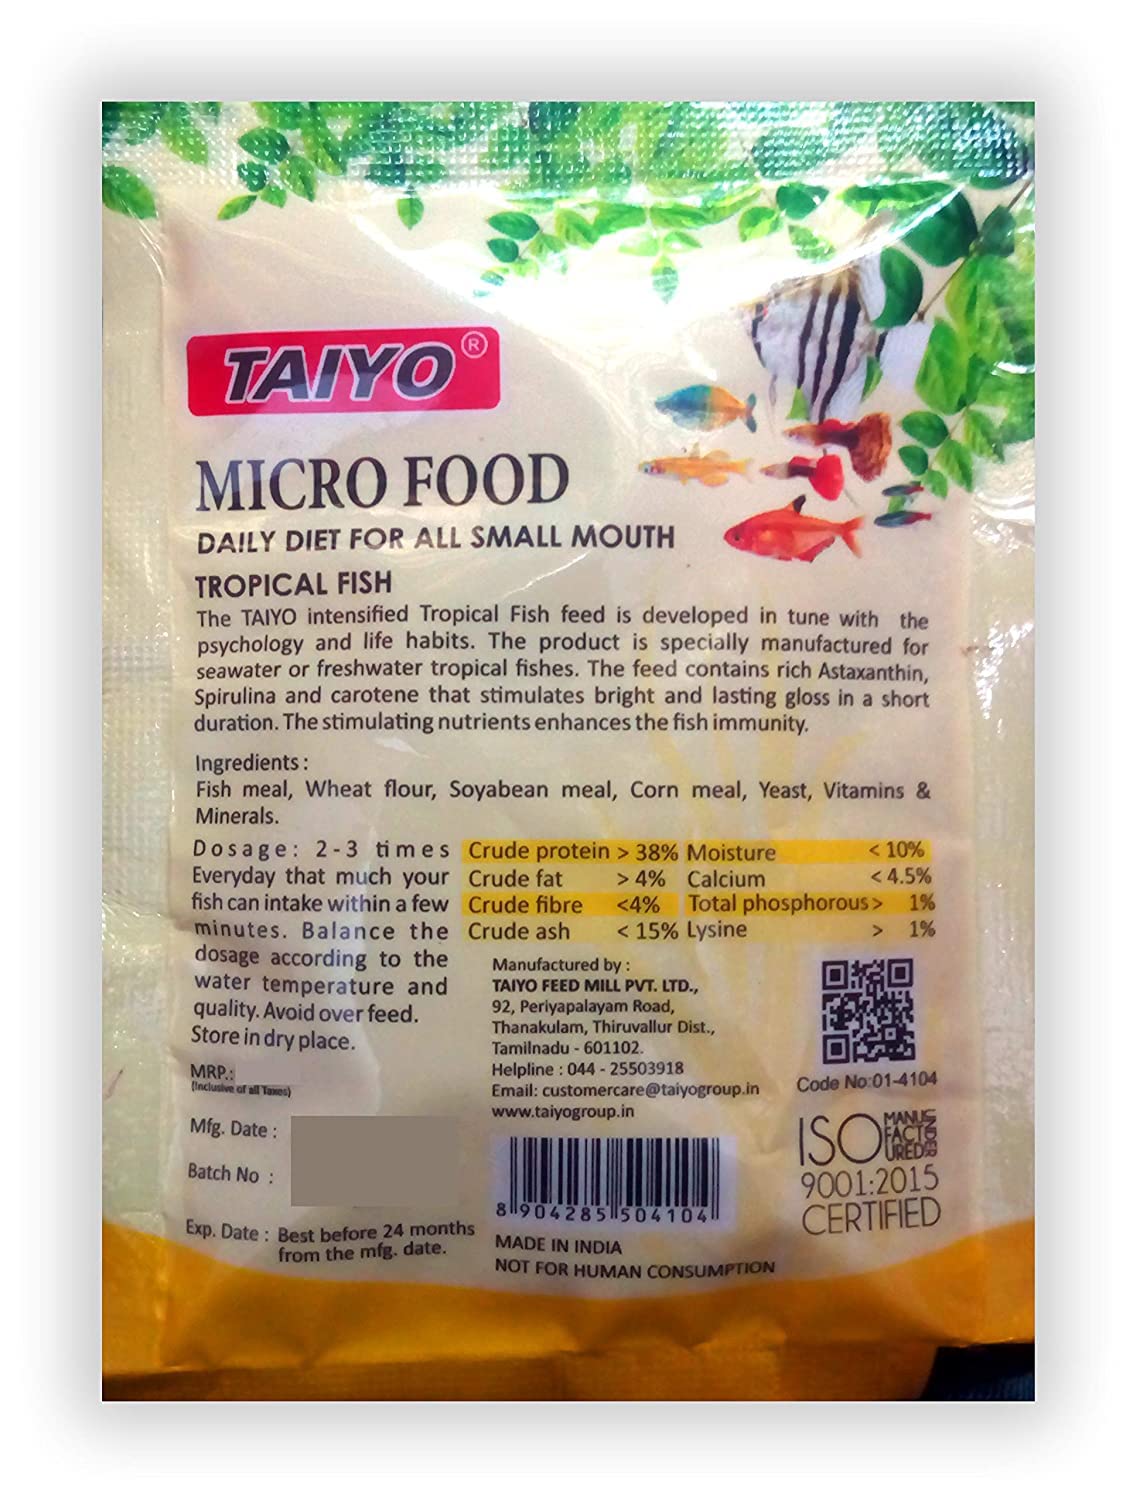 TAIYO®
MICRO FOOD
DAILY DIET FOR ALL SMALL MOUTH
TROPICAL FISH
The TAIYO intensified Tropical Fish feed is developed in tune with the
psychology and life habits. The product is specially manufactured for
seawater or freshwater tropical fishes. The feed contains rich Astaxanthin,
Spirulina and carotene that stimulates bright and lasting gloss in a short
duration. The stimulating nutrients enhances the fish immunity.
Ingredients :
Fish meal, Wheat flour, Soyabean meal, Corn meal, Yeast, Vitamins &
Minerals.
Dosage: 2-3 times
Everyday that much your
fish can intake within a few
minutes. Balance the
dosage according to the
water temperature and
quality. Avoid over feed.
Store in dry place.
Crude protein > 38% Moisture < 10%
Crude fat > 4% Calcium < 4.5%
Crude fibre <4% Total phosphorous > 1%
Crude ash < 15% Lysine > 1%
MRP.:
(Inclusive of all Taxes)
Mfg. Date :
Batch No :
Exp. Date : Best before 24 months
from the mfg. date.
Manufactured by :
TAIYO FEED MILL PVT. LTD.,
92, Periyapalayam Road,
Thanakulam, Thiruvallur Dist.,
Tamilnadu - 601102.
Helpline : 044 - 25503918
Email: customercare@taiyogroup.in
www.taiyogroup.in
8 904285 504104
MADE IN INDIA
NOT FOR HUMAN CONSUMPTION
Code No:01-4104
ISO MANUFACTURED UNDER
9001:2015
CERTIFIED